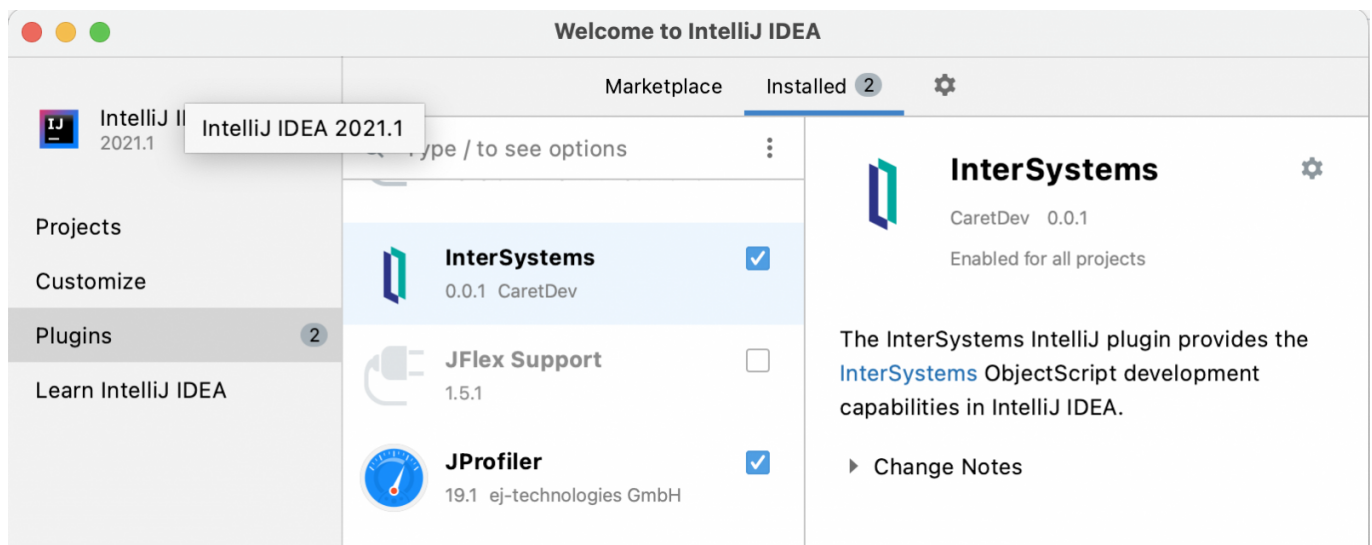 Welcome to IntelliJ IDEA
Marketplace
Installed 2
IJ
IntelliJ
2021.1
IntelliJ IDEA 2021.1
Type / to see options
Projects
Customize
Plugins 2
Learn IntelliJ IDEA
InterSystems
0.0.1 CaretDev
JFlex Support
1.5.1
JProfiler
19.1 ej-technologies GmbH
InterSystems
CaretDev 0.0.1
Enabled for all projects
The InterSystems IntelliJ plugin provides the
InterSystems ObjectScript development
capabilities in IntelliJ IDEA.
Change Notes